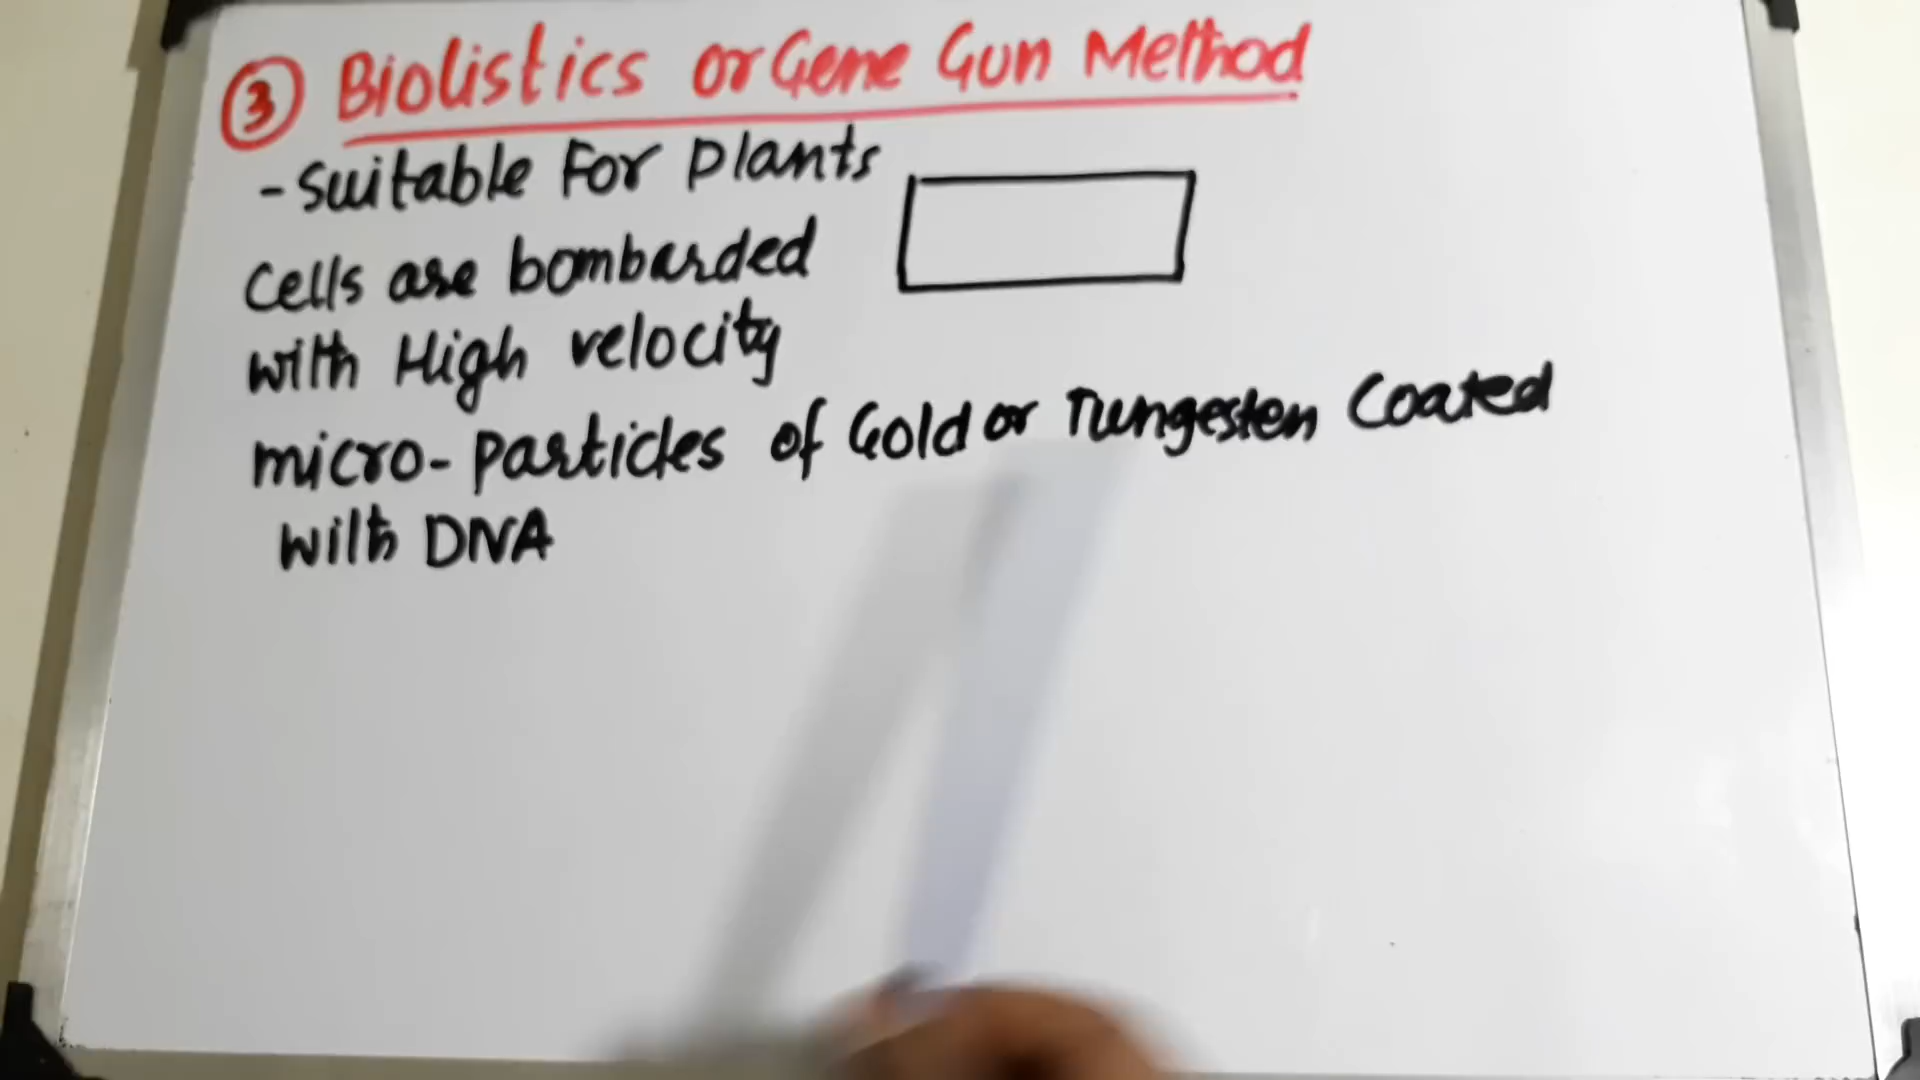 3 Biolistics or Gene Gun Method
- Suitable For plants
Cells are bombarded
with High velocity
micro-particles of Gold or Tungesten Coated
with DNA